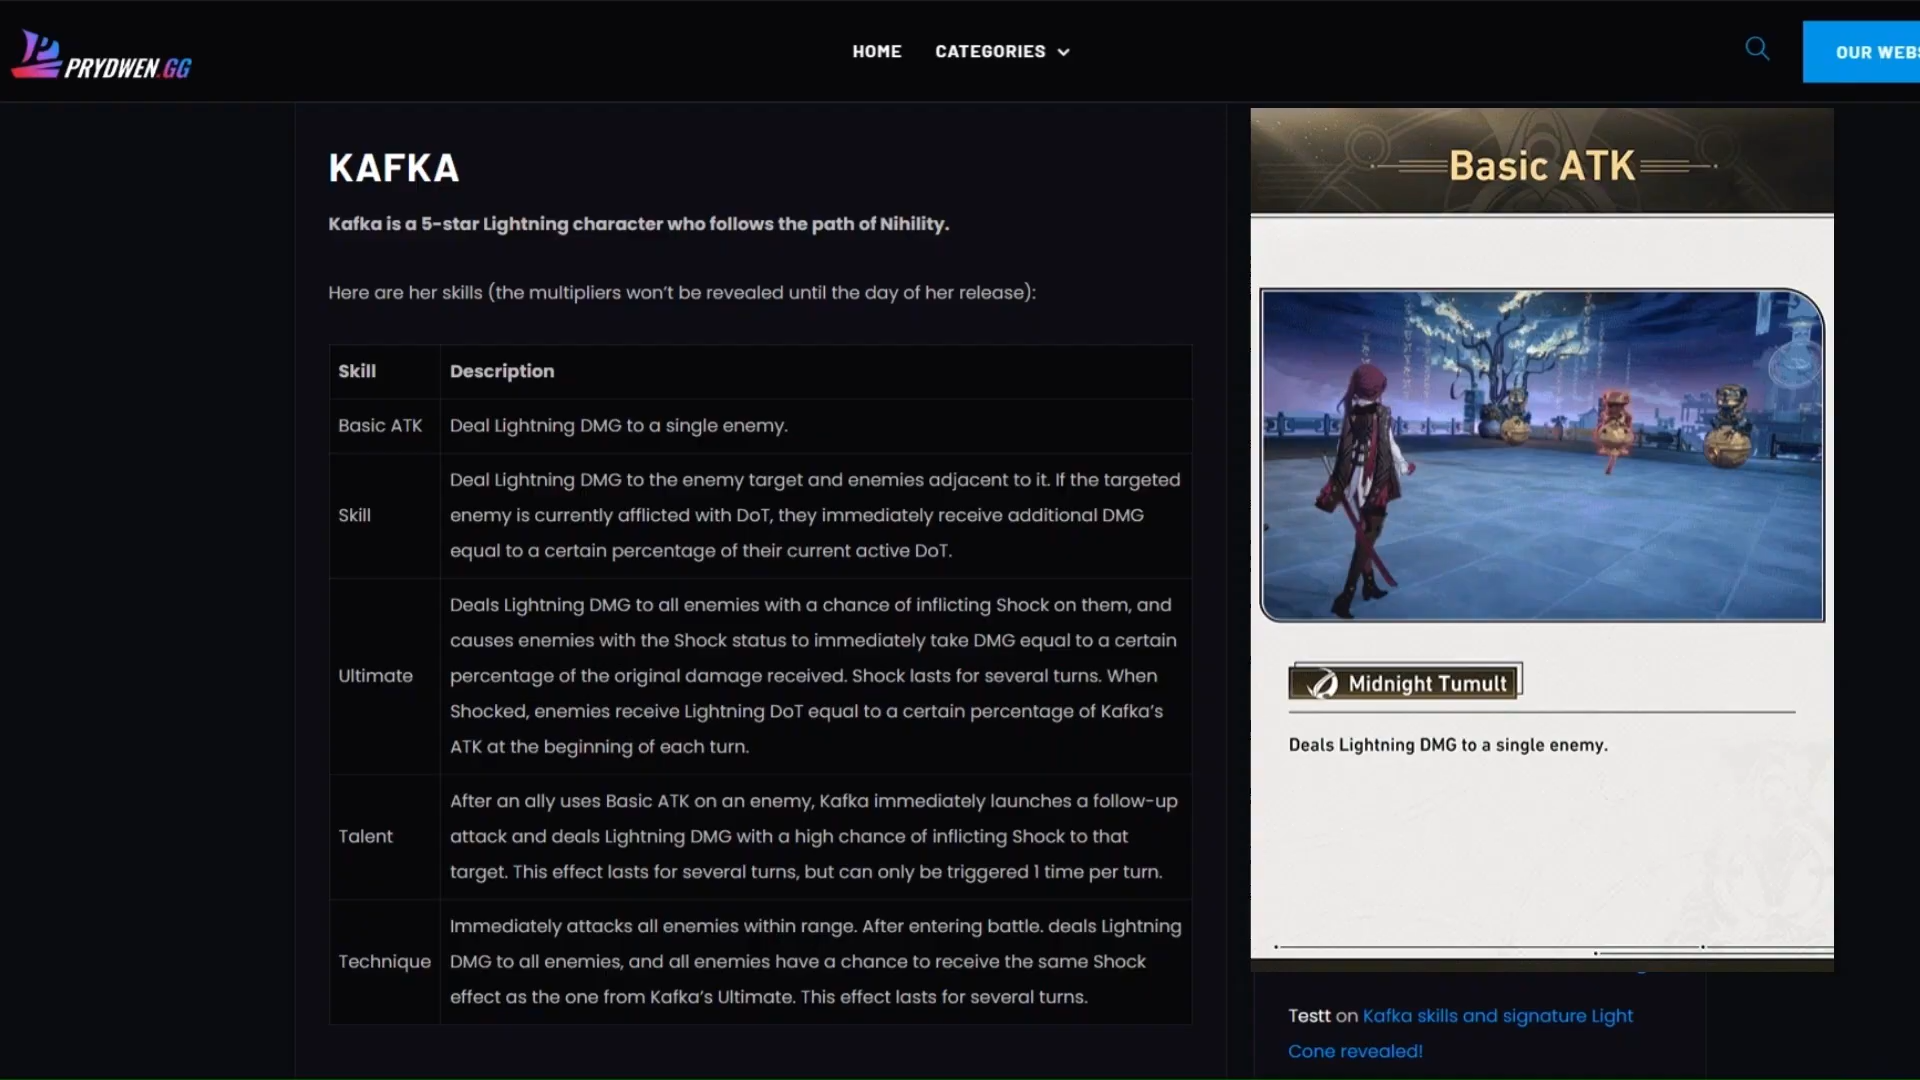 PRYDWEN.GG
HOME
CATEGORIES
OUR WEBS
KAFKA
Kafka is a 5-star Lightning character who follows the path of Nihility.
Here are her skills (the multipliers won't be revealed until the day of her release):
Skill
Description
Basic ATK
Deal Lightning DMG to a single enemy.
Skill
Deal Lightning DMG to the enemy target and enemies adjacent to it. If the targeted
enemy is currently afflicted with DoT, they immediately receive additional DMG
equal to a certain percentage of their current active DoT.
Ultimate
Deals Lightning DMG to all enemies with a chance of inflicting Shock on them, and
causes enemies with the Shock status to immediately take DMG equal to a certain
percentage of the original damage received. Shock lasts for several turns. When
Shocked, enemies receive Lightning DoT equal to a certain percentage of Kafka's
ATK at the beginning of each turn.
Talent
After an ally uses Basic ATK on an enemy, Kafka immediately launches a follow-up
attack and deals Lightning DMG with a high chance of inflicting Shock to that
target. This effect lasts for several turns, but can only be triggered 1 time per turn.
Technique
Immediately attacks all enemies within range. After entering battle. deals Lightning
DMG to all enemies, and all enemies have a chance to receive the same Shock
effect as the one from Kafka's Ultimate. This effect lasts for several turns.
Basic ATK
Midnight Tumult
Deals Lightning DMG to a single enemy.
Testt on Kafka skills and signature Light
Cone revealed!